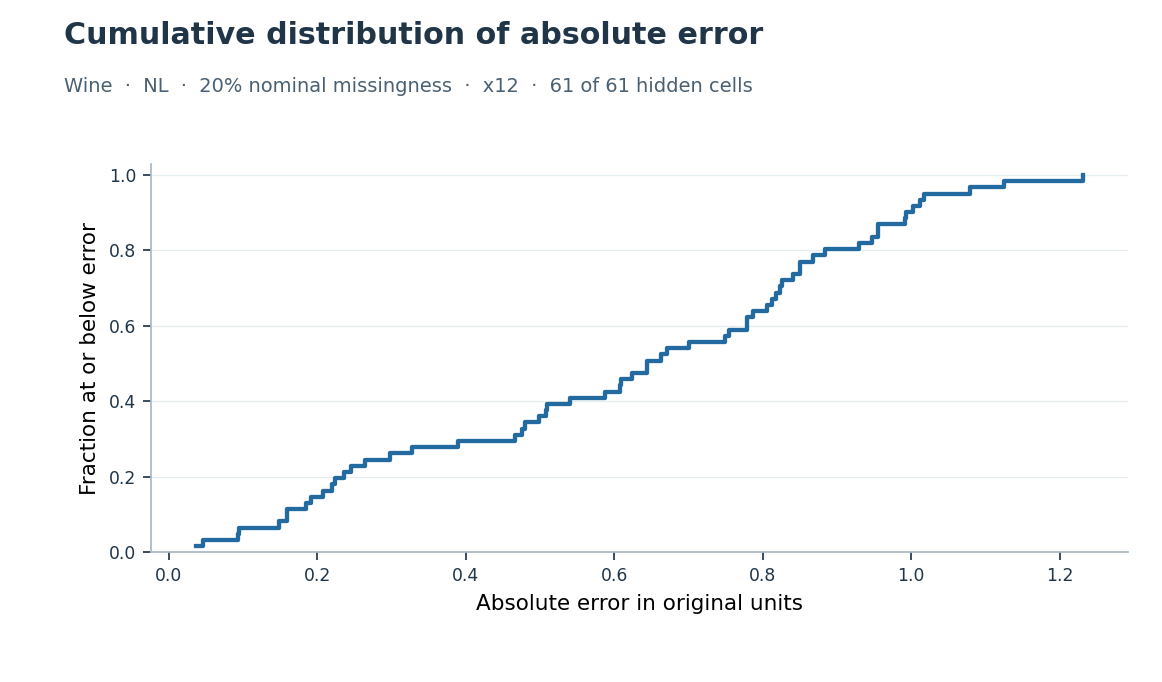 Cumulative distribution of absolute error
Wine · NL · 20% nominal missingness · x12 · 61 of 61 hidden cells
1.0
0.8
0.6
0.4
0.2
0.0
Fraction at or below error
0.0 0.2 0.4 0.6 0.8 1.0 1.2
Absolute error in original units